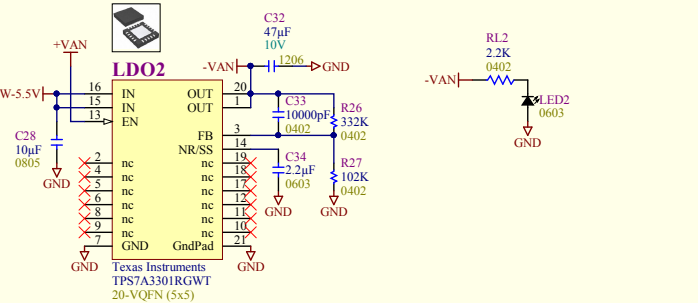 C32
47µF
10V
1206
-VAN
GND
+VAN
LDO2
W-5.5V
16 IN OUT 20
15 IN OUT 1
13 EN
FB 3
NR/SS 14
2 nc nc 19
4 nc nc 18
5 nc nc 17
6 nc nc 12
8 nc nc 11
9 nc nc 10
7 GND GndPad 21
C28
10µF
0805
GND
C33
10000pF
0402
R26
332K
0402
C34
2.2µF
0603
R27
102K
0402
GND
GND
GND
GND
Texas Instruments
TPS7A3301RGWT
20-VQFN (5x5)
RL2
2.2K
0402
-VAN
LED2
0603
GND